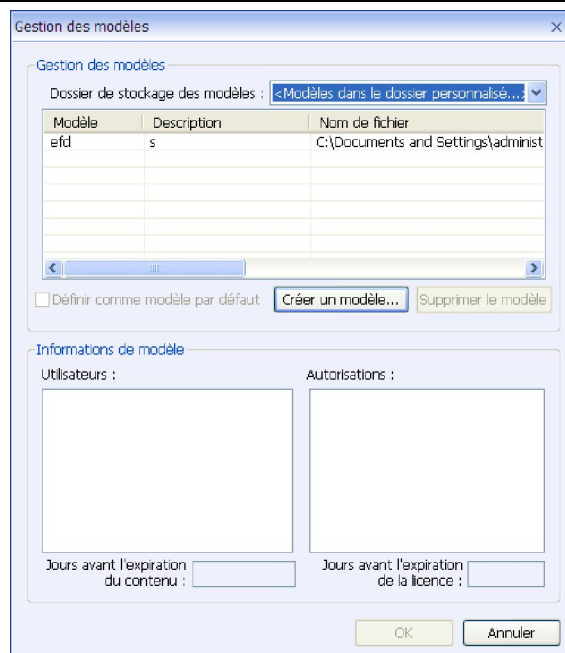 Gestion des modèles
Gestion des modèles
Dossier de stockage des modèles : <Modèles dans le dossier personnalisé...>
Modèle Description Nom de fichier
efd s C:\Documents and Settings\administ
Définir comme modèle par défaut Créer un modèle... Supprimer le modèle
Informations de modèle
Utilisateurs : Autorisations :
Jours avant l'expiration du contenu : Jours avant l'expiration de la licence :
OK Annuler